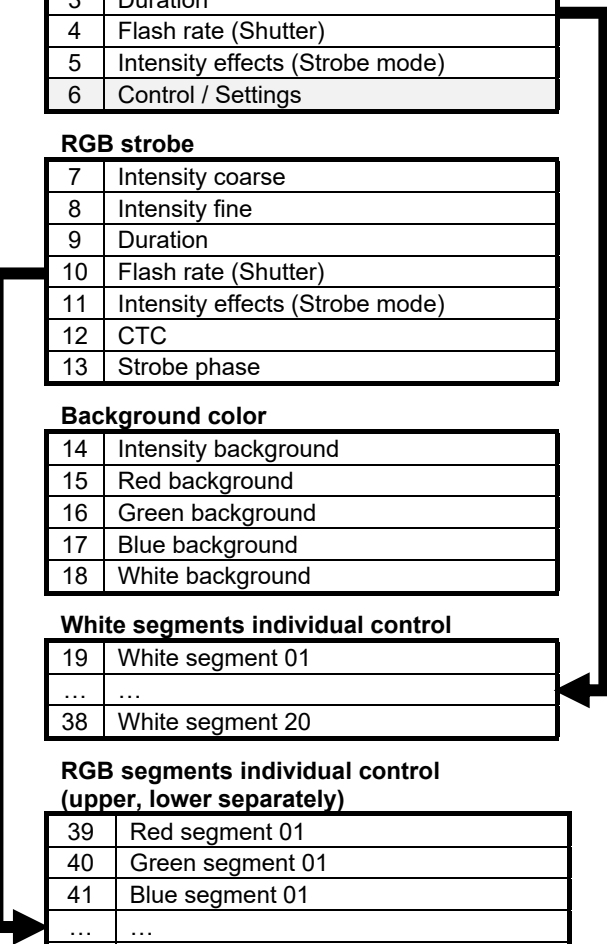 3 Duration
4 Flash rate (Shutter)
5 Intensity effects (Strobe mode)
6 Control / Settings
RGB strobe
7 Intensity coarse
8 Intensity fine
9 Duration
10 Flash rate (Shutter)
11 Intensity effects (Strobe mode)
12 CTC
13 Strobe phase
Background color
14 Intensity background
15 Red background
16 Green background
17 Blue background
18 White background
White segments individual control
19 White segment 01
… …
38 White segment 20
RGB segments individual control
(upper, lower separately)
39 Red segment 01
40 Green segment 01
41 Blue segment 01
… …